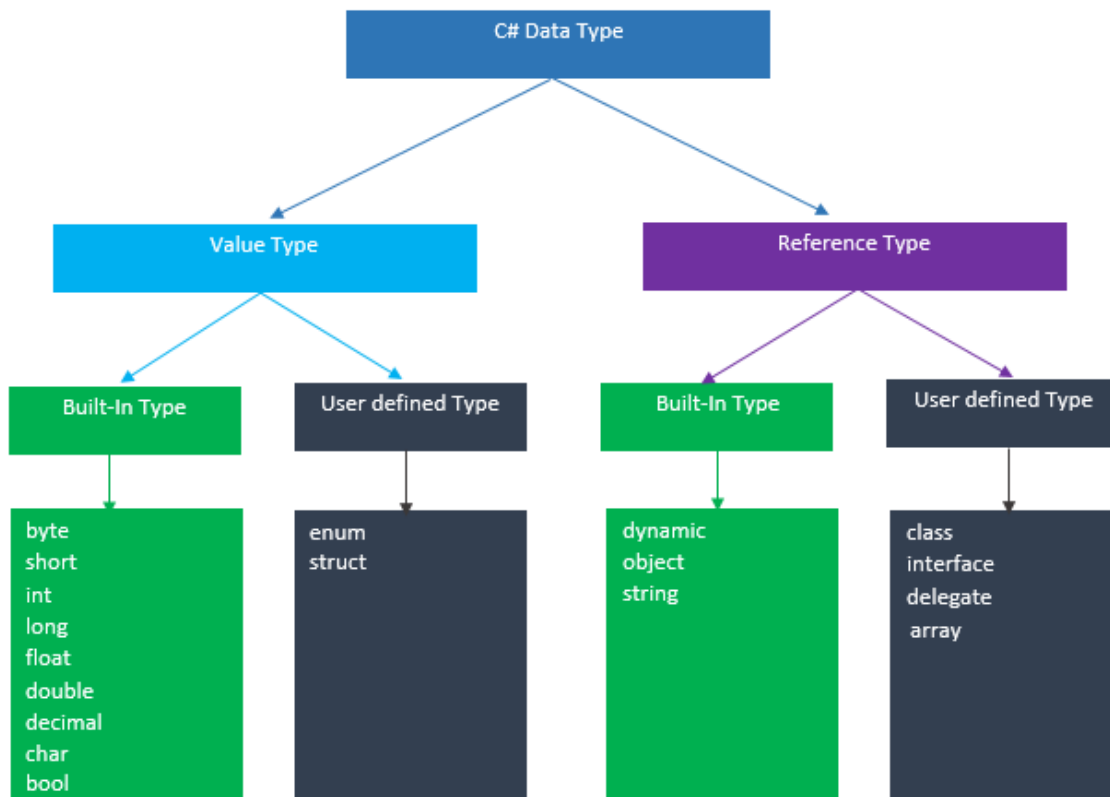 C# Data Type
Value Type
Reference Type
Built-In Type
User defined Type
Built-In Type
User defined Type
byte
short
int
long
float
double
decimal
char
bool
enum
struct
dynamic
object
string
class
interface
delegate
array